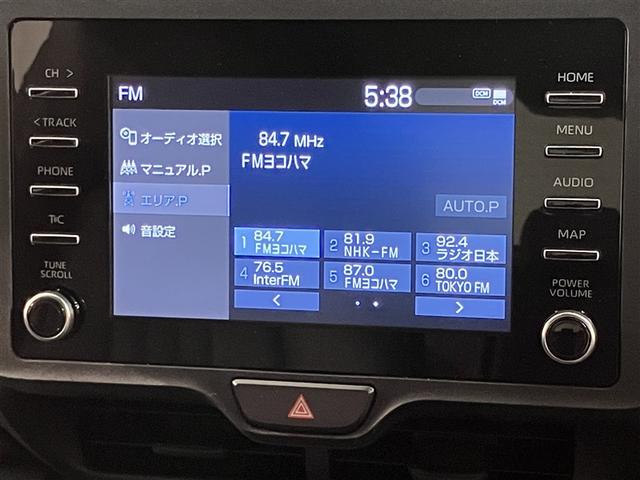 CH >
<TRACK
PHONE
T&C
TUNE
SCROLL
FM
5:38
DCM
DCM
オーディオ選択
マニュアル.P
エリア.P
音設定
84.7 MHz
FMヨコハマ
AUTO.P
1 84.7 FMヨコハマ
2 81.9 NHK-FM
3 92.4 ラジオ日本
4 76.5 InterFM
5 87.0 FMヨコハマ
6 80.0 TOKYO FM
<
>
HOME
MENU
AUDIO
MAP
POWER
VOLUME